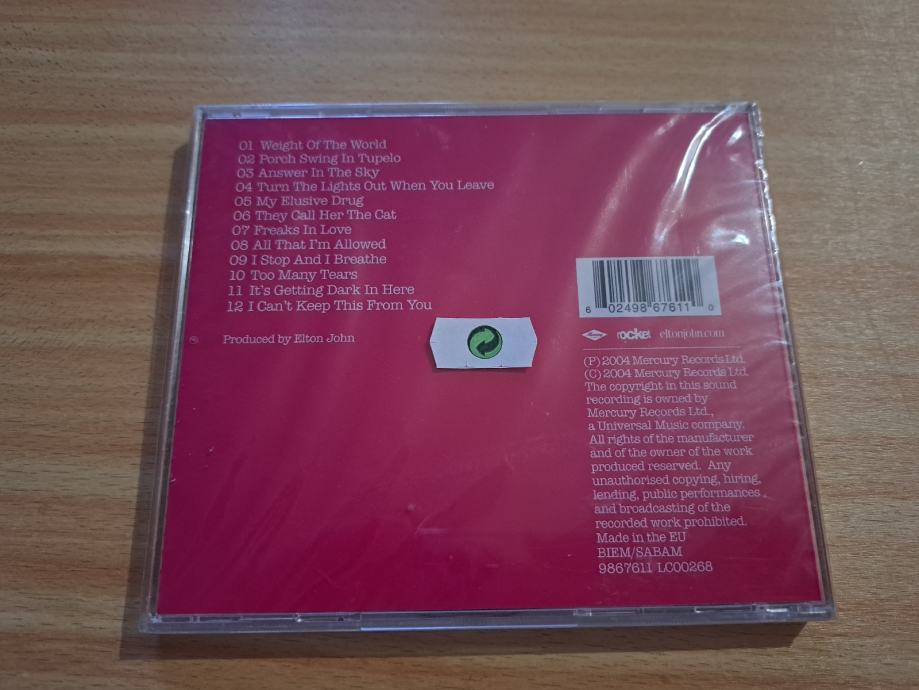 01 Weight Of The World
02 Porch Swing In Tupelo
03 Answer In The Sky
04 Turn The Lights Out When You Leave
05 My Elusive Drug
06 They Call Her The Cat
07 Freaks In Love
08 All That I'm Allowed
09 I Stop And I Breathe
10 Too Many Tears
11 It's Getting Dark In Here
12 I Can't Keep This From You
Produced by Elton John
6 02498 67611 0
rocket eltonjohn.com
(P) 2004 Mercury Records Ltd.
(C) 2004 Mercury Records Ltd.
The copyright in this sound
recording is owned by
Mercury Records Ltd.,
a Universal Music company.
All rights of the manufacturer
and of the owner of the work
produced reserved. Any
unauthorised copying, hiring,
lending, public performances
and broadcasting of the
recorded work prohibited.
Made in the EU
BIEM/SABAM
9867611 LC00268